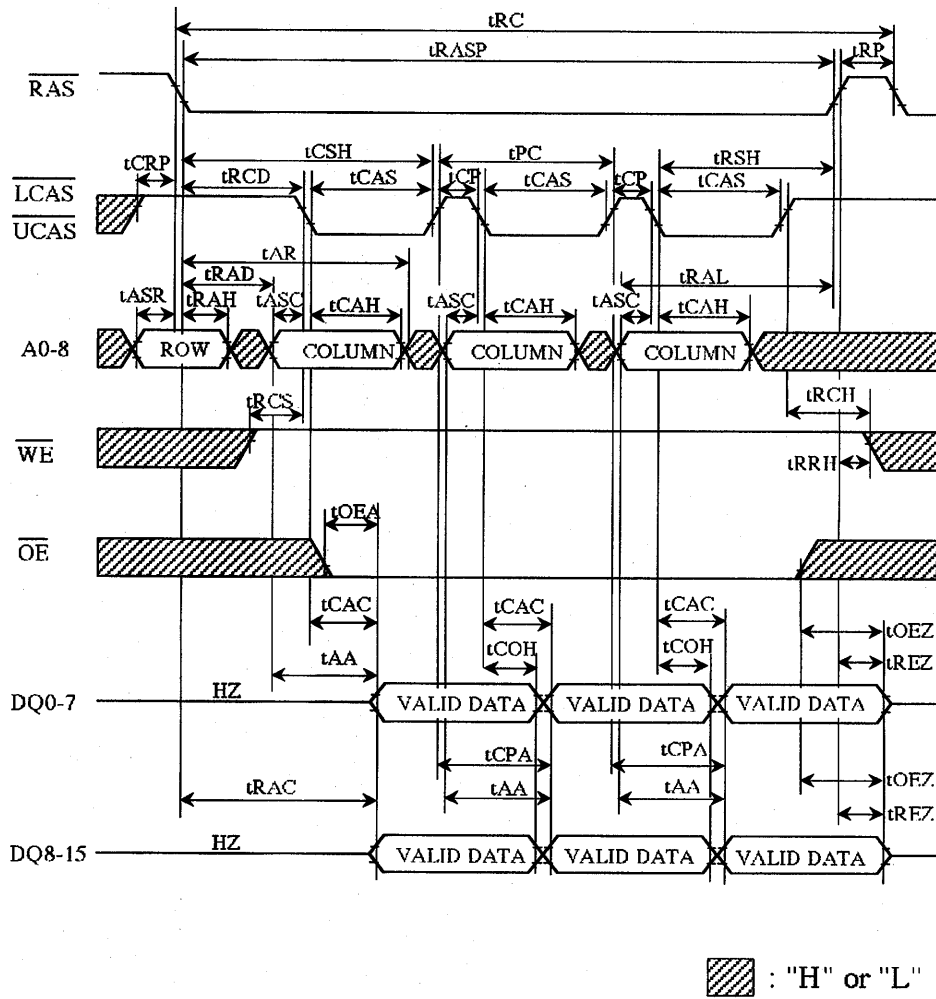 tRC
tRASP tRP
RAS
tCSH tPC tRSH
tCRP tRCD tCAS tCP tCAS tCP tCAS
LCAS
UCAS
tAR
tRAD tRAL
tASR tRAH tASC tCAH tASC tCAH tASC tCAH
A0-8 ROW COLUMN COLUMN COLUMN
tRCS tRCH
WE
tRRH
tOEA
OE
tCAC tCAC tCAC
tOEZ
tAA tCOH tCOH tREZ
DQ0-7 HZ VALID DATA VALID DATA VALID DATA
tCPA tCPA tOEZ
tRAC tAA tAA tREZ
DQ8-15 HZ VALID DATA VALID DATA VALID DATA
: "H" or "L"